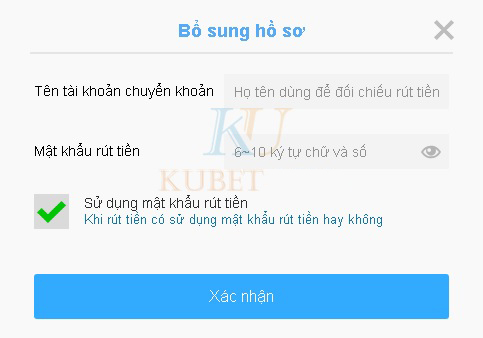 Bổ sung hồ sơ
Tên tài khoản chuyển khoản
Họ tên dùng để đối chiếu rút tiền
KU
Mật khẩu rút tiền
6~10 ký tự chữ và số
KUBET
Sử dụng mật khẩu rút tiền
Khi rút tiền có sử dụng mật khẩu rút tiền hay không
Xác nhận